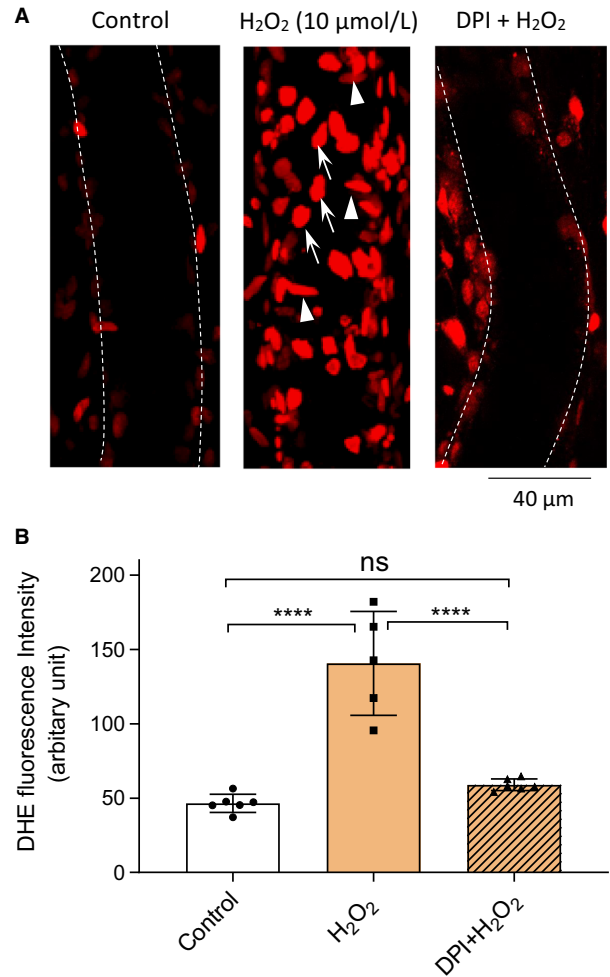 A
Control
H₂O₂ (10 µmol/L)
DPI + H₂O₂
40 µm
B
DHE fluorescence Intensity
(arbitary unit)
200
150
100
50
0
ns
****
****
Control
H₂O₂
DPI+H₂O₂